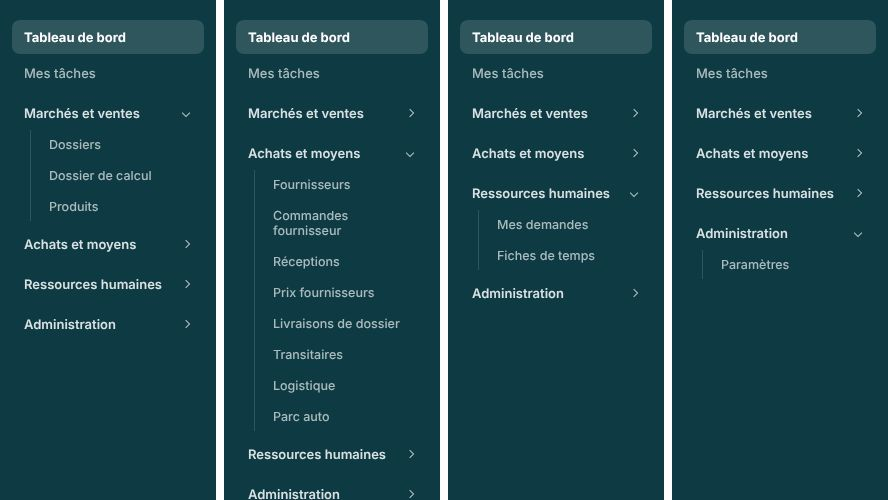 Tableau de bord
Mes tâches
Marchés et ventes
Dossiers
Dossier de calcul
Produits
Achats et moyens
Ressources humaines
Administration
Tableau de bord
Mes tâches
Marchés et ventes
Achats et moyens
Fournisseurs
Commandes
fournisseur
Réceptions
Prix fournisseurs
Livraisons de dossier
Transitaires
Logistique
Parc auto
Ressources humaines
Administration
Tableau de bord
Mes tâches
Marchés et ventes
Achats et moyens
Ressources humaines
Mes demandes
Fiches de temps
Administration
Tableau de bord
Mes tâches
Marchés et ventes
Achats et moyens
Ressources humaines
Administration
Paramètres